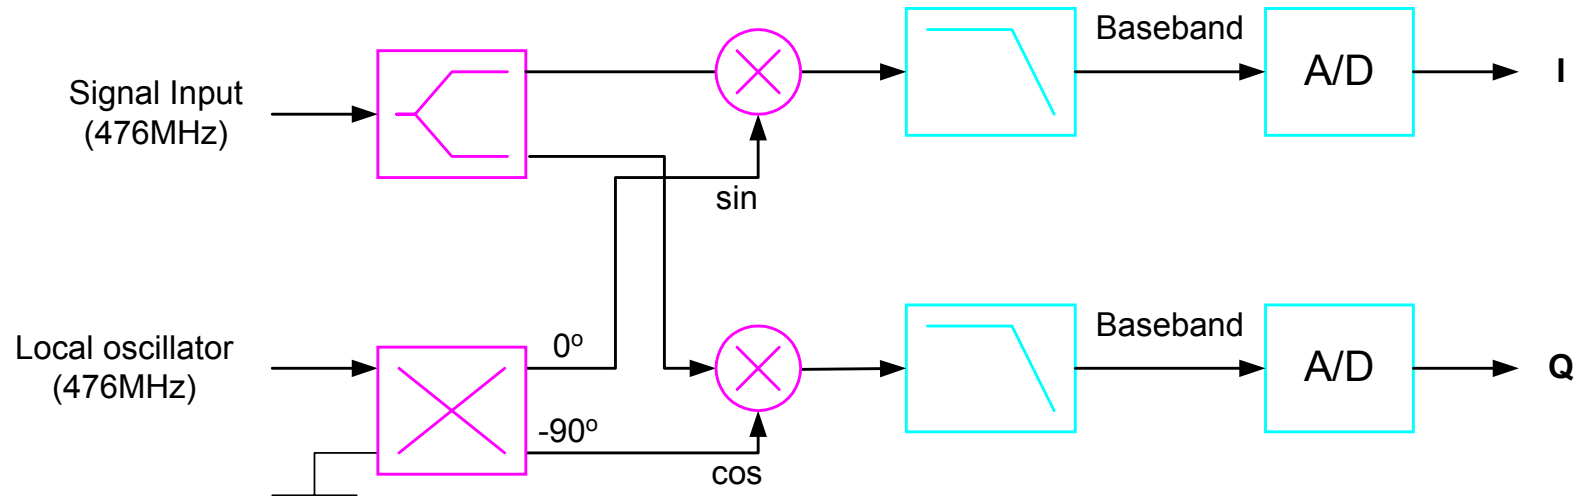 Signal Input
(476MHz)
sin
Baseband
A/D
I
Local oscillator
(476MHz)
0º
-90º
cos
Baseband
A/D
Q